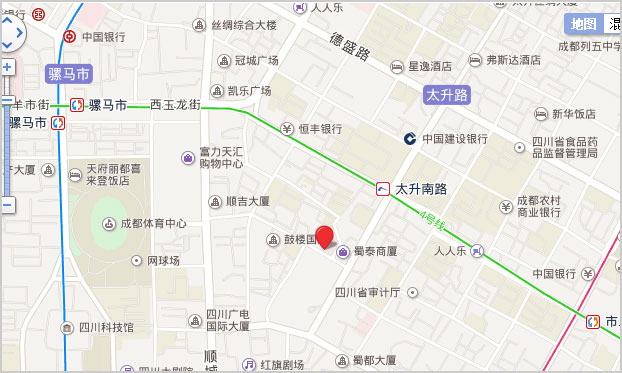 人人乐
丝绸综合大楼
中国银行
德盛路
地图
冠城广场
弗斯达酒店
成都列五中学
星逸酒店
骡马市
凯乐广场
太升路
羊市街
骡马市
西玉龙街
新华饭店
骡马市
恒丰银行
中国建设银行
四川省食品药
品监督管理局
富力天汇
购物中心
天府丽都喜
来登饭店
太升南路
顺吉大厦
成都农村
商业银行
4号线
成都体育中心
鼓楼国
蜀泰商厦
人人乐
网球场
中国银行
四川省审计厅
四川广电
国际大厦
四川科技馆
市
顺
城
蜀都大厦
红旗剧场